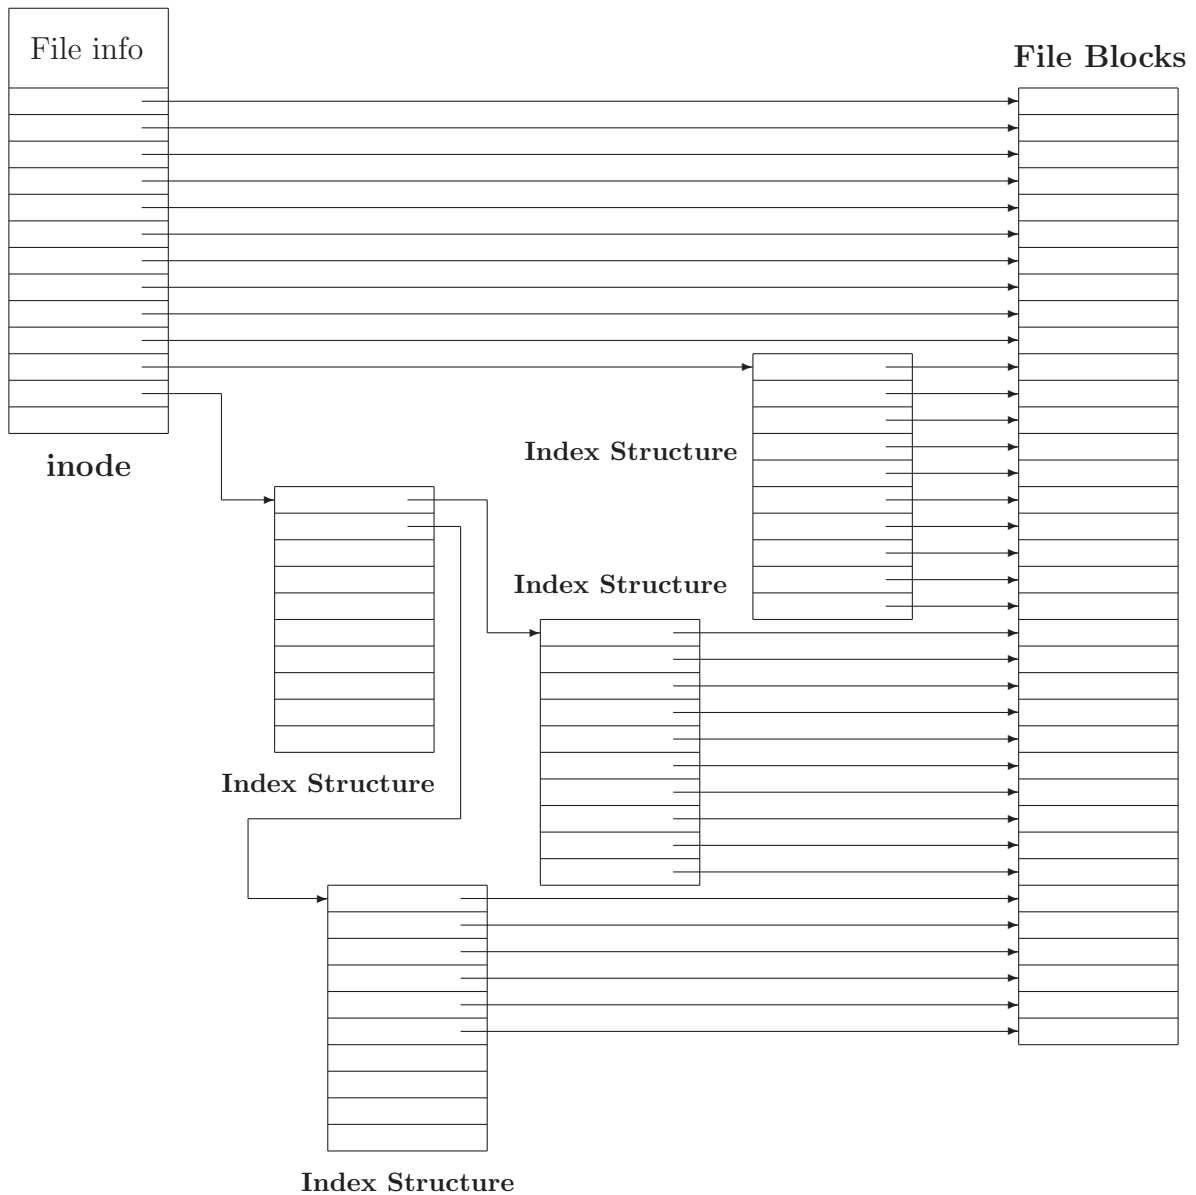 File info
File Blocks
Index Structure
inode
Index Structure
Index Structure
Index Structure